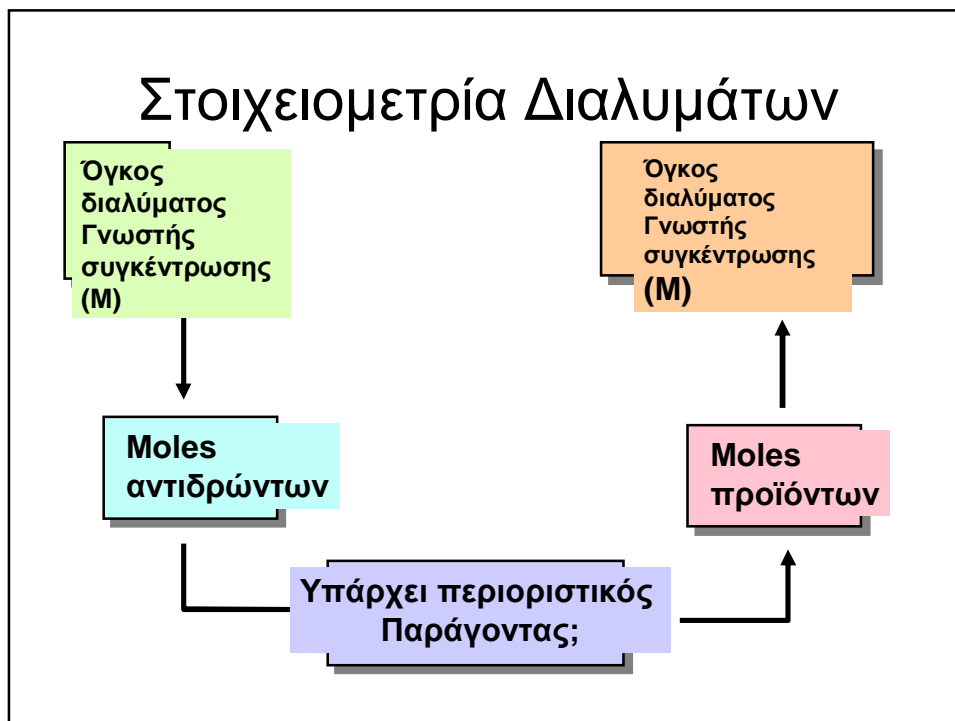 Στοιχειομετρία Διαλυμάτων
Όγκος
διαλύματος
Γνωστής
συγκέντρωσης
(Μ)
Όγκος
διαλύματος
Γνωστής
συγκέντρωσης
(Μ)
Moles
αντιδρώντων
Moles
προϊόντων
Υπάρχει περιοριστικός
Παράγοντας;